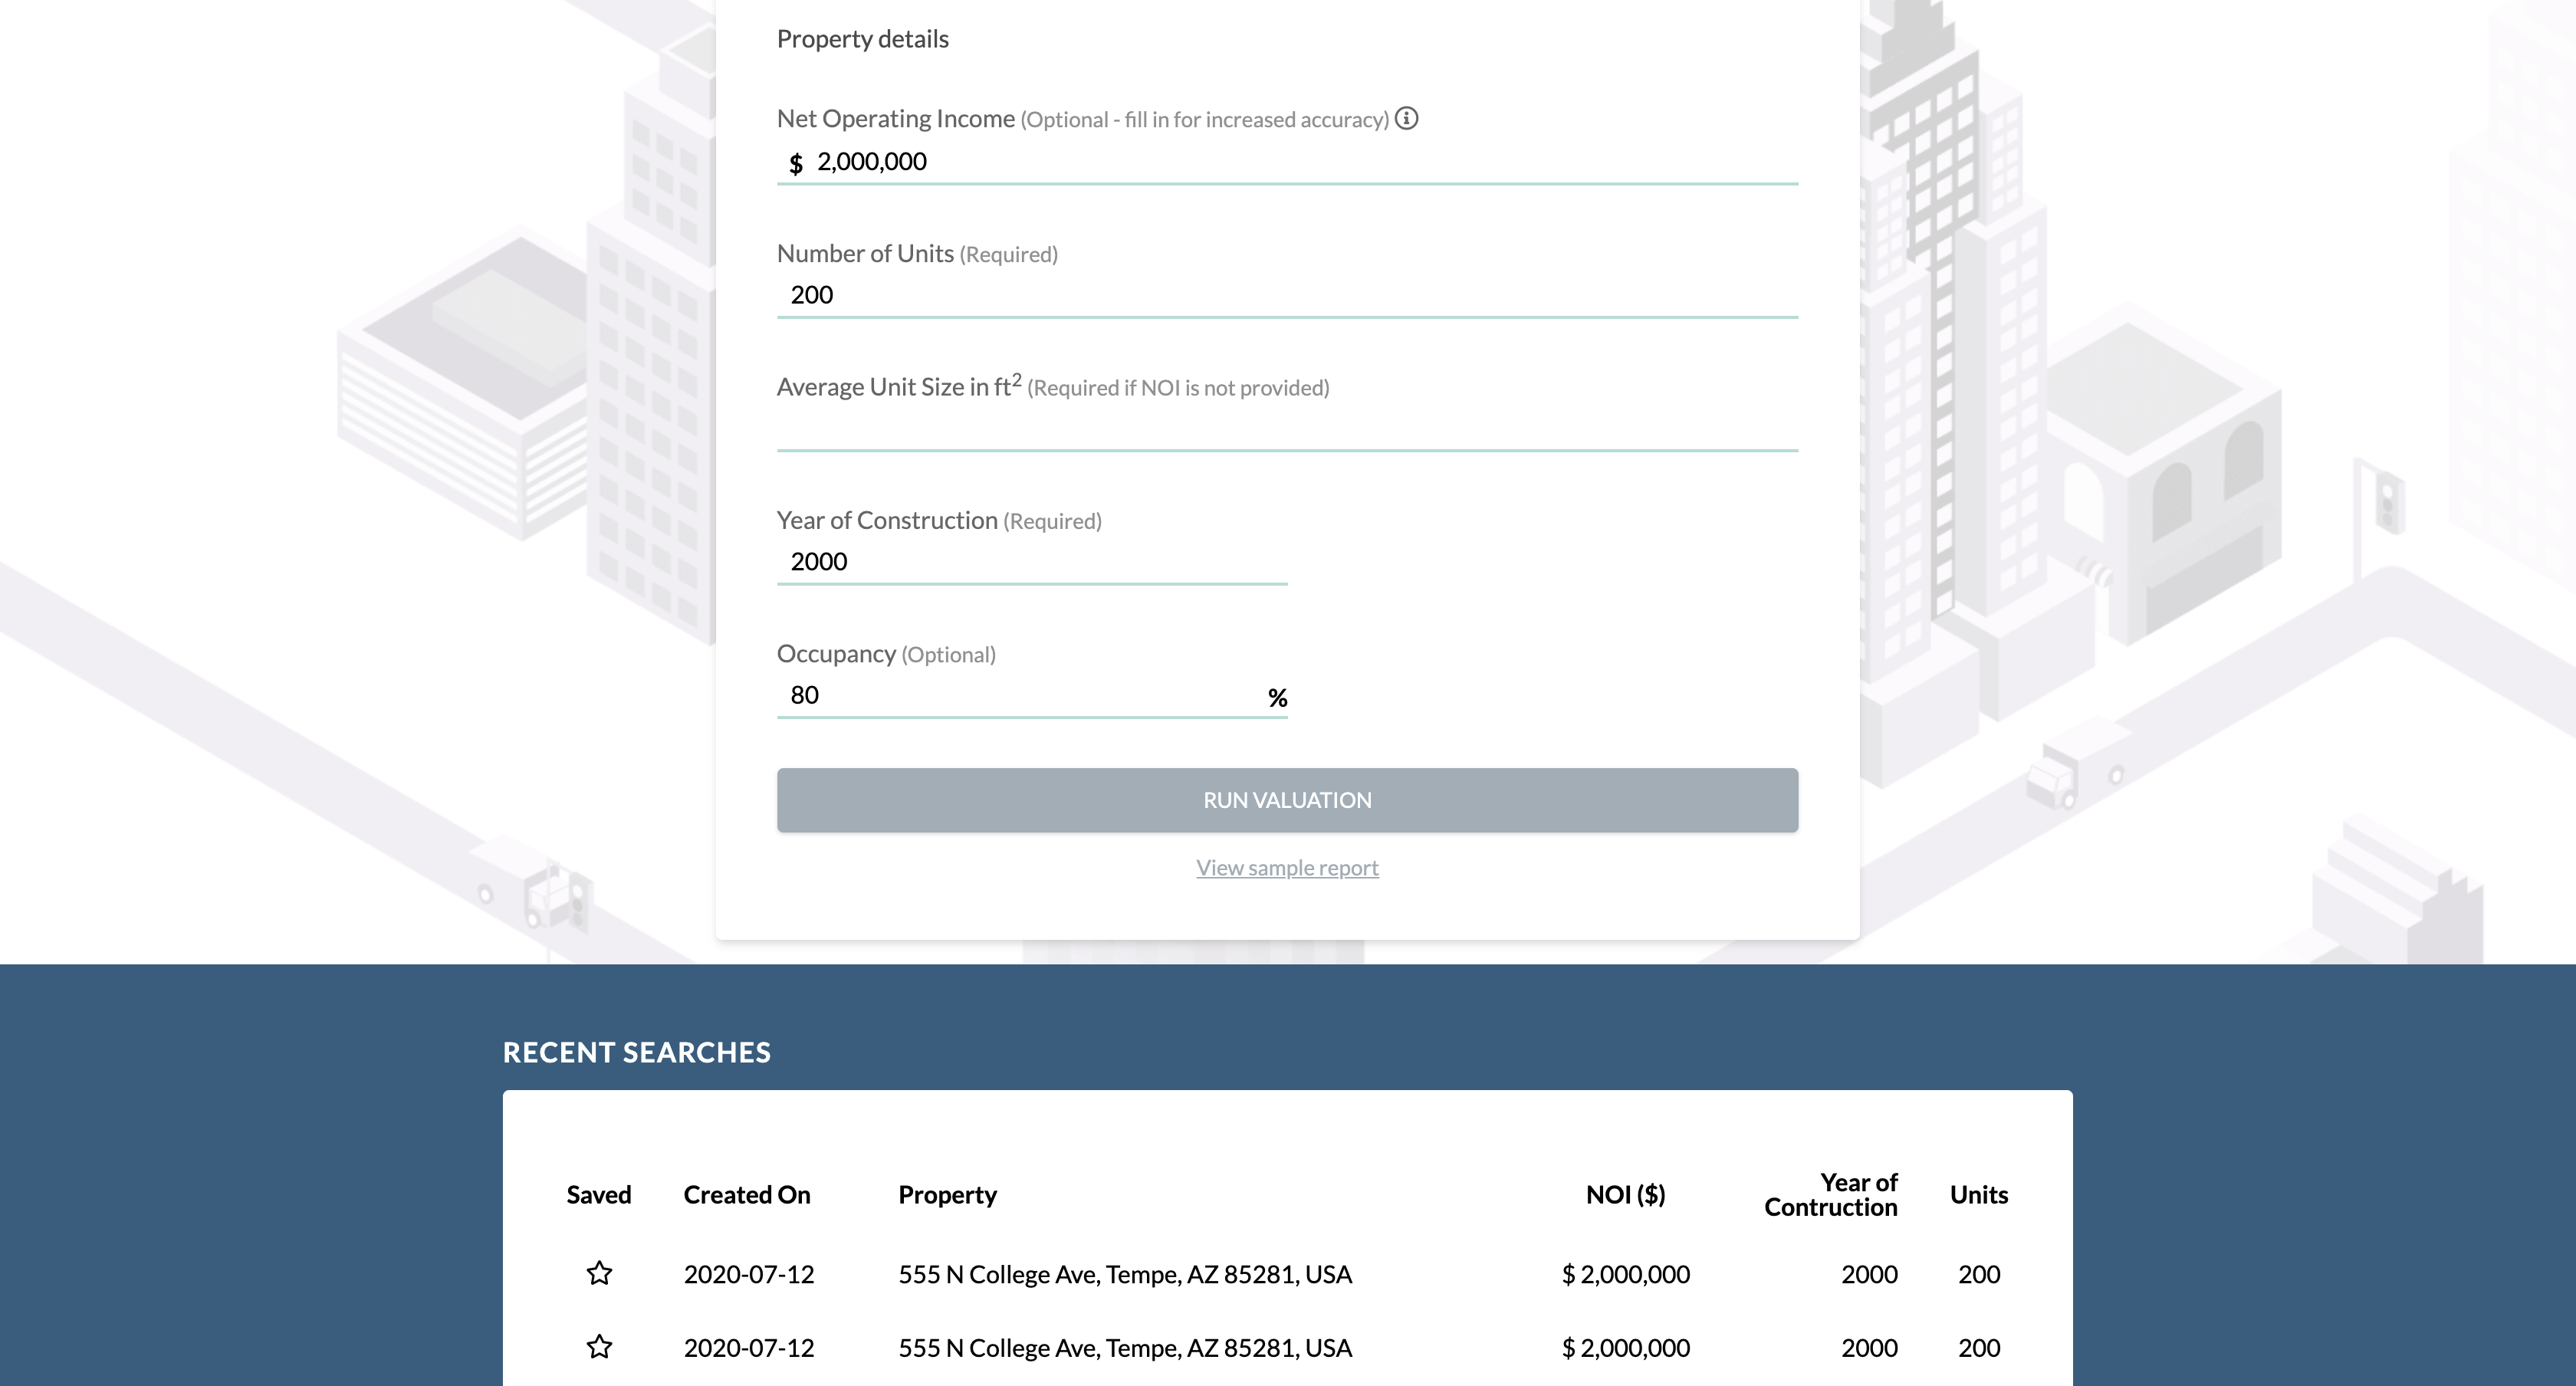 Property details
Net Operating Income (Optional - fill in for increased accuracy)
$ 2,000,000
Number of Units (Required)
200
Average Unit Size in ft² (Required if NOI is not provided)
Year of Construction (Required)
2000
Occupancy (Optional)
80 %
RUN VALUATION
View sample report
RECENT SEARCHES
Saved Created On Property NOI ($) Year of Contruction Units
2020-07-12 555 N College Ave, Tempe, AZ 85281, USA $ 2,000,000 2000 200
2020-07-12 555 N College Ave, Tempe, AZ 85281, USA $ 2,000,000 2000 200